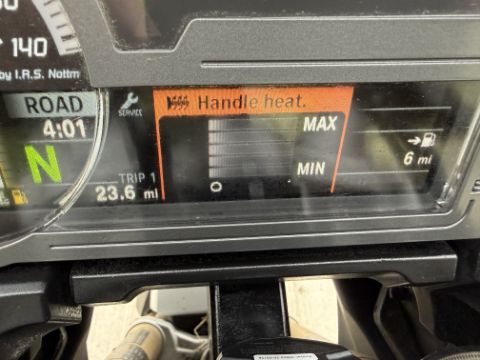 140
by I.R.S. Nottm
ROAD
4:01
SERVICE
N
TRIP 1
23.6 mi
Handle heat.
MAX
MIN
6 mi